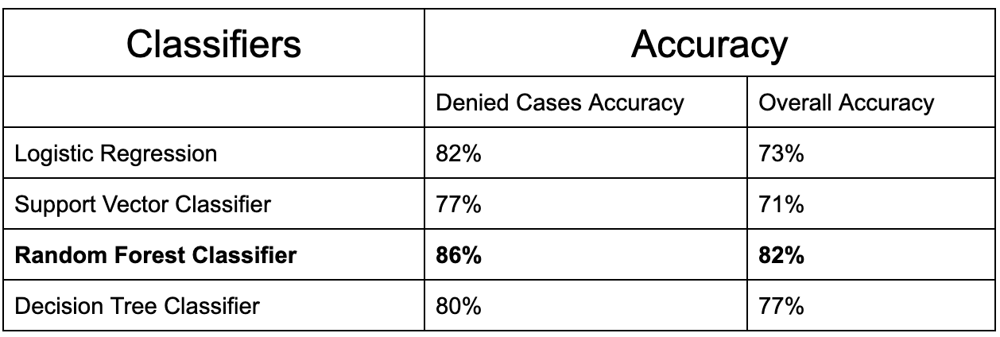 Classifiers Accuracy
Denied Cases Accuracy Overall Accuracy
Logistic Regression 82% 73%
Support Vector Classifier 77% 71%
Random Forest Classifier 86% 82%
Decision Tree Classifier 80% 77%